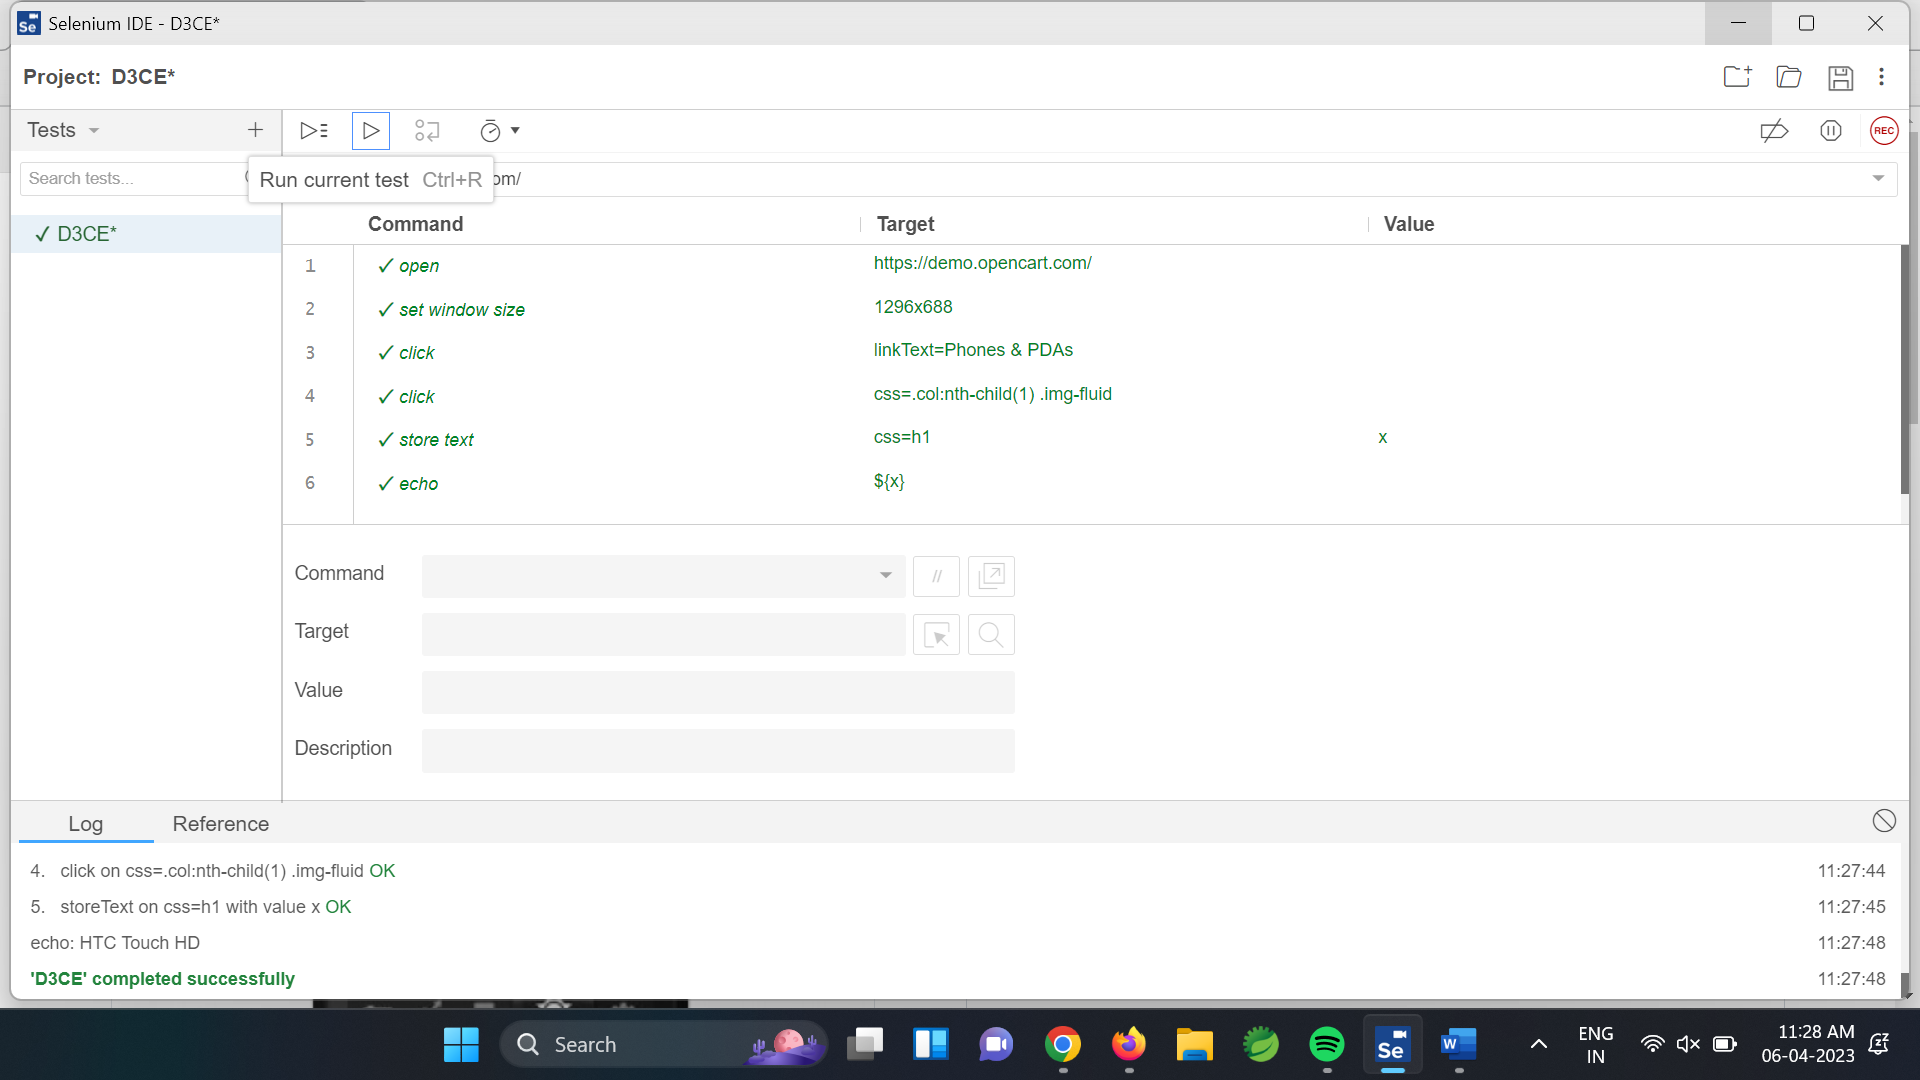 Selenium IDE - D3CE*
Project: D3CE*
Tests
REC
Search tests...
Run current test Ctrl+R
om/
D3CE*
Command Target Value
1 ✓ open https://demo.opencart.com/
2 ✓ set window size 1296x688
3 ✓ click linkText=Phones & PDAs
4 ✓ click css=.col:nth-child(1) .img-fluid
5 ✓ store text css=h1 x
6 ✓ echo ${x}
Command //
Target
Value
Description
Log Reference
4. click on css=.col:nth-child(1) .img-fluid OK 11:27:44
5. storeText on css=h1 with value x OK 11:27:45
echo: HTC Touch HD 11:27:48
'D3CE' completed successfully 11:27:48
Search
Se
W
ENG
IN
11:28 AM
06-04-2023